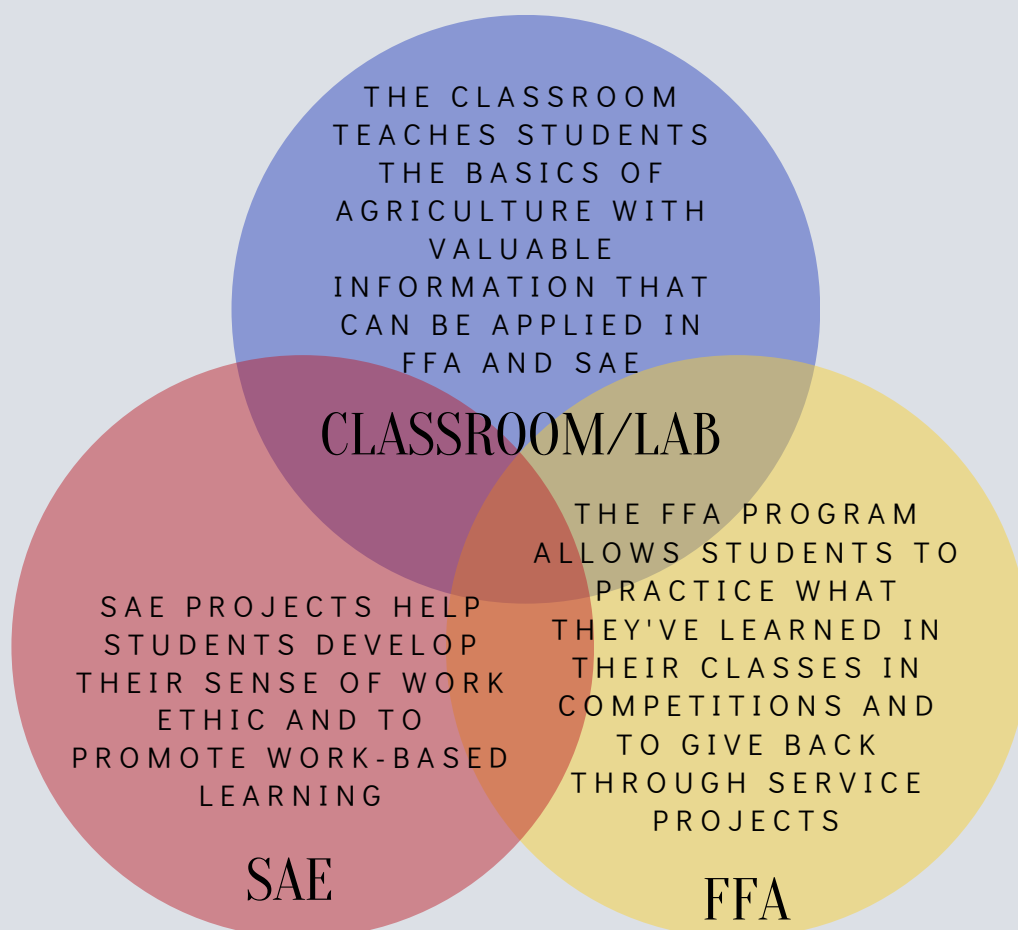 THE CLASSROOM
TEACHES STUDENTS
THE BASICS OF
AGRICULTURE WITH
VALUABLE
INFORMATION THAT
CAN BE APPLIED IN
FFA AND SAE
CLASSROOM/LAB
SAE PROJECTS HELP
STUDENTS DEVELOP
THEIR SENSE OF WORK
ETHIC AND TO
PROMOTE WORK-BASED
LEARNING
SAE
THE FFA PROGRAM
ALLOWS STUDENTS TO
PRACTICE WHAT
THEY'VE LEARNED IN
THEIR CLASSES IN
COMPETITIONS AND
TO GIVE BACK
THROUGH SERVICE
PROJECTS
FFA